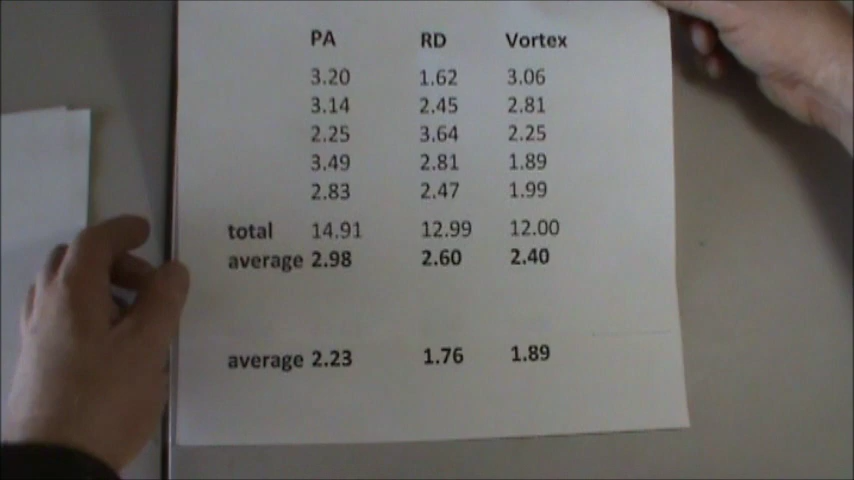 PA RD Vortex
3.20 1.62 3.06
3.14 2.45 2.81
2.25 3.64 2.25
3.49 2.81 1.89
2.83 2.47 1.99
total 14.91 12.99 12.00
average 2.98 2.60 2.40
average 2.23 1.76 1.89